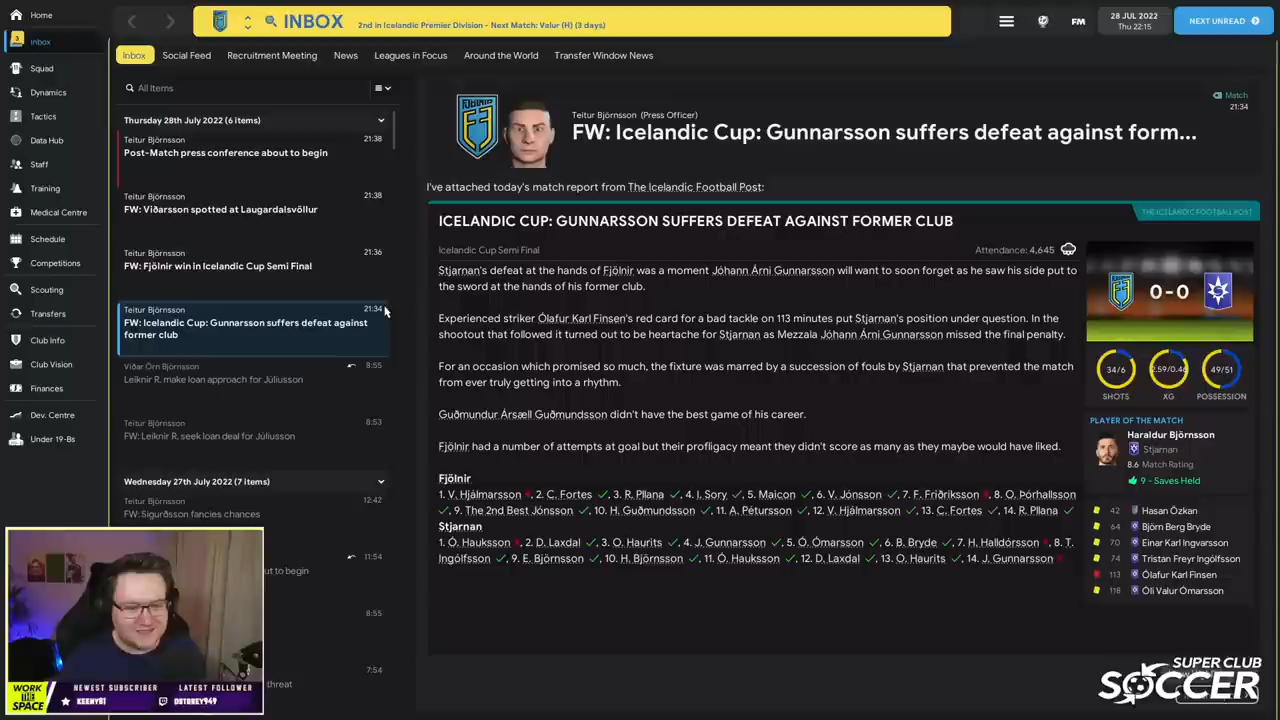 Home
INBOX
2nd in Icelandic Premier Division - Next Match: Valur (H) (3 days)
FM
28 JUL 2022
Thu 22:15
NEXT UNREAD
3
Inbox
Squad
Dynamics
Tactics
Data Hub
Staff
Training
Medical Centre
Schedule
Competitions
Scouting
Transfers
Club Info
Club Vision
Finances
Dev. Centre
Under 19-Bs
Inbox
Social Feed
Recruitment Meeting
News
Leagues in Focus
Around the World
Transfer Window News
All Items
Thursday 28th July 2022 (6 items)
Teitur Björnsson 21:38
Post-Match press conference about to begin
Teitur Björnsson 21:38
FW: Viðarsson spotted at Laugardalsvöllur
Teitur Björnsson 21:36
FW: Fjölnir win in Icelandic Cup Semi Final
Teitur Björnsson 21:34
FW: Icelandic Cup: Gunnarsson suffers defeat against
former club
Viðar Örn Björnsson 8:55
Leiknir R. make loan approach for Júlíusson
Teitur Björnsson 8:53
FW: Leiknir R. seek loan deal for Júlíusson
Wednesday 27th July 2022 (7 items)
Teitur Björnsson 12:42
FW: Sigurðsson fancies chances
11:54
out to begin
8:55
7:54
threat
FJÖLNIR
Teitur Björnsson (Press Officer)
FW: Icelandic Cup: Gunnarsson suffers defeat against form...
Match
21:34
I've attached today's match report from The Icelandic Football Post:
ICELANDIC CUP: GUNNARSSON SUFFERS DEFEAT AGAINST FORMER CLUB
THE ICELANDIC FOOTBALL POST
Icelandic Cup Semi Final
Attendance: 4,645
Stjarnan's defeat at the hands of Fjölnir was a moment Jóhann Árni Gunnarsson will want to soon forget as he saw his side put to
the sword at the hands of his former club.
Experienced striker Ólafur Karl Finsen's red card for a bad tackle on 113 minutes put Stjarnan's position under question. In the
shootout that followed it turned out to be heartache for Stjarnan as Mezzala Jóhann Árni Gunnarsson missed the final penalty.
For an occasion which promised so much, the fixture was marred by a succession of fouls by Stjarnan that prevented the match
from ever truly getting into a rhythm.
Guðmundur Ársæll Guðmundsson didn't have the best game of his career.
Fjölnir had a number of attempts at goal but their profligacy meant they didn't score as many as they maybe would have liked.
Fjölnir
1. V. Hjálmarsson , 2. C. Fortes , 3. R. Pllana , 4. I. Sory , 5. Maicon , 6. V. Jónsson , 7. F. Friðriksson , 8. O. Þórhallsson
, 9. The 2nd Best Jónsson , 10. H. Guðmundsson , 11. A. Pétursson , 12. V. Hjálmarsson , 13. C. Fortes , 14. R. Pllana
Stjarnan
1. Ó. Hauksson , 2. D. Laxdal , 3. O. Haurits , 4. J. Gunnarsson , 5. Ó. Ómarsson , 6. B. Bryde , 7. H. Halldórsson , 8. T.
Ingólfsson , 9. E. Björnsson , 10. H. Björnsson , 11. Ó. Hauksson , 12. D. Laxdal , 13. O. Haurits , 14. J. Gunnarsson
0-0
34/6
2.59/0.46
49/51
SHOTS
XG
POSSESSION
PLAYER OF THE MATCH
Haraldur Björnsson
Stjarnan
8.6 Match Rating
9 - Saves Held
42 Hasan Özkan
64 Björn Berg Bryde
70 Einar Karl Ingvarsson
74 Tristan Freyr Ingólfsson
113 Ólafur Karl Finsen
118 Óli Valur Ómarsson
WORK THE SPACE
NEWEST SUBSCRIBER
KEEHY81
LATEST FOLLOWER
DSTOREY949
SUPER CLUB
SOCCER